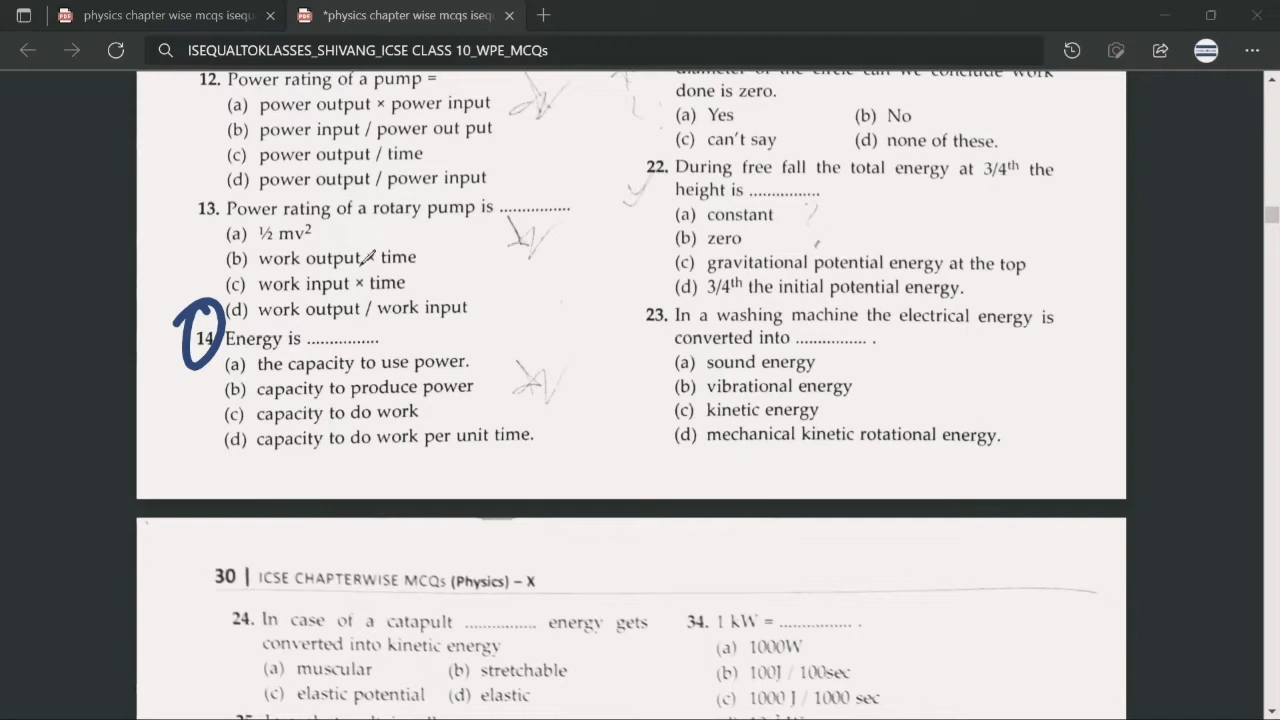 physics chapter wise mcqs isequ
*physics chapter wise mcqs iseq
ISEQUALTOKLASSES_SHIVANG_ICSE CLASS 10_WPE_MCQs
12. Power rating of a pump =
(a) power output × power input
(b) power input / power out put
(c) power output / time
(d) power output / power input
13. Power rating of a rotary pump is ...............
(a) ½ mv²
(b) work output / time
(c) work input × time
(d) work output / work input
14. Energy is ...............
(a) the capacity to use power.
(b) capacity to produce power
(c) capacity to do work
(d) capacity to do work per unit time.
diameter of the circle can we conclude work
done is zero.
(a) Yes (b) No
(c) can't say (d) none of these.
22. During free fall the total energy at 3/4th the
height is ...............
(a) constant
(b) zero
(c) gravitational potential energy at the top
(d) 3/4th the initial potential energy.
23. In a washing machine the electrical energy is
converted into ............... .
(a) sound energy
(b) vibrational energy
(c) kinetic energy
(d) mechanical kinetic rotational energy.
30 | ICSE CHAPTERWISE MCQs (Physics) – X
24. In case of a catapult ............... energy gets
converted into kinetic energy
(a) muscular (b) stretchable
(c) elastic potential (d) elastic
34. 1 kW = ............... .
(a) 1000W
(b) 100J / 100sec
(c) 1000 J / 1000 sec